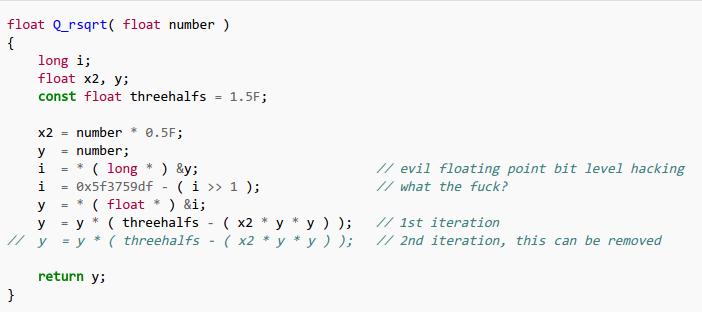 float Q_rsqrt( float number )
{
    long i;
    float x2, y;
    const float threehalfs = 1.5F;

    x2 = number * 0.5F;
    y  = number;
    i  = * ( long * ) &y;                       // evil floating point bit level hacking
    i  = 0x5f3759df - ( i >> 1 );               // what the fuck?
    y  = * ( float * ) &i;
    y  = y * ( threehalfs - ( x2 * y * y ) );   // 1st iteration
//  y  = y * ( threehalfs - ( x2 * y * y ) );   // 2nd iteration, this can be removed

    return y;
}